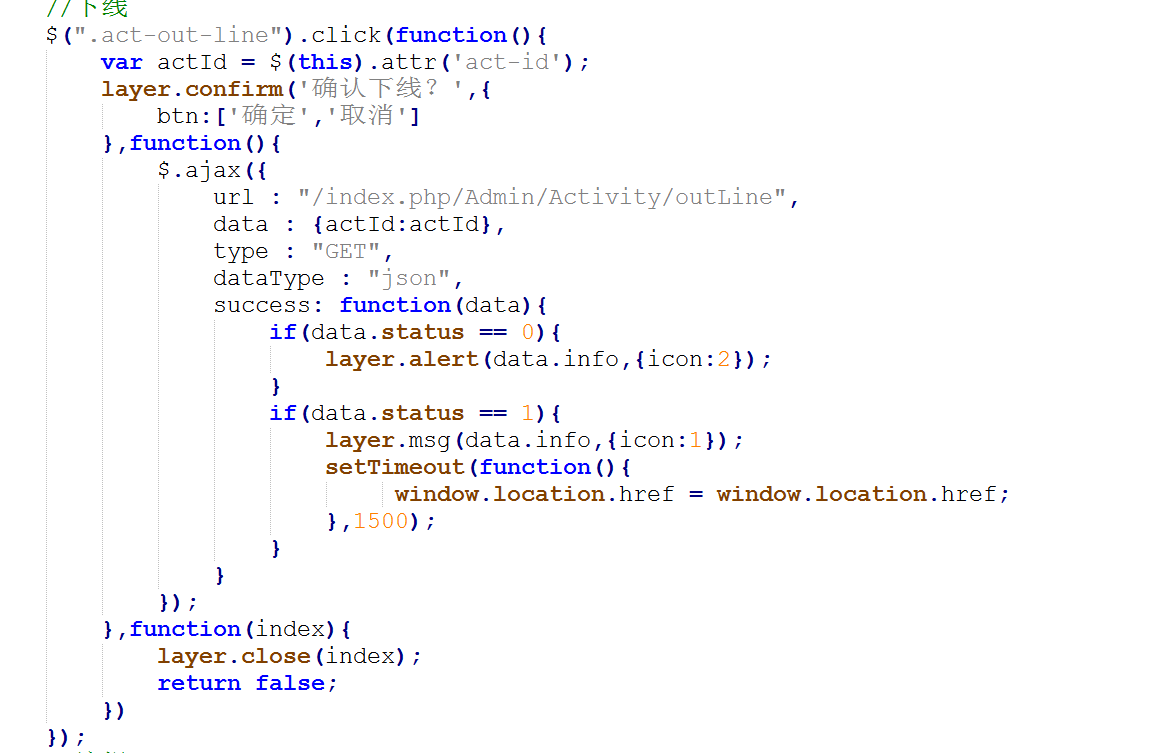 //下线
$(".act-out-line").click(function(){
    var actId = $(this).attr('act-id');
    layer.confirm('确认下线？',{
        btn:['确定','取消']
    },function(){
        $.ajax({
            url : "/index.php/Admin/Activity/outLine",
            data : {actId:actId},
            type : "GET",
            dataType : "json",
            success: function(data){
                if(data.status == 0){
                    layer.alert(data.info,{icon:2});
                }
                if(data.status == 1){
                    layer.msg(data.info,{icon:1});
                    setTimeout(function(){
                         window.location.href = window.location.href;
                    },1500);
                }
            }
        });
    },function(index){
        layer.close(index);
        return false;
    })
});